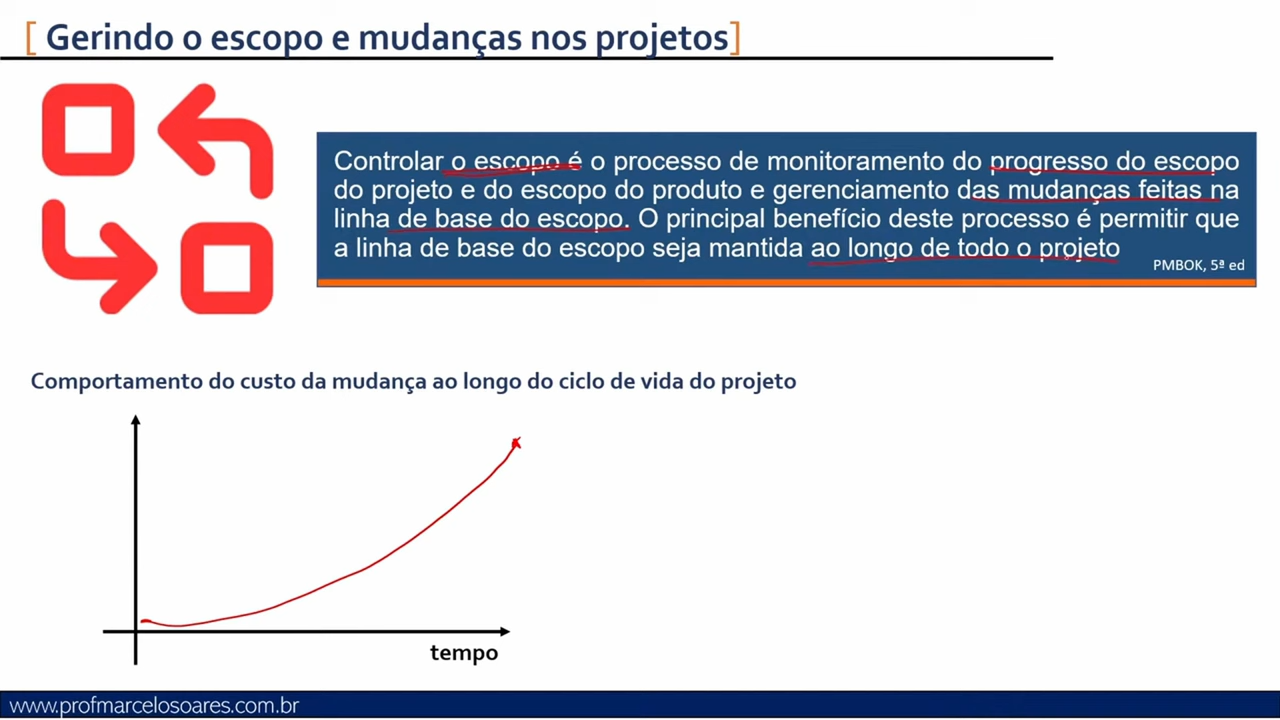 [ Gerindo o escopo e mudanças nos projetos]
Controlar o escopo é o processo de monitoramento do progresso do escopo
do projeto e do escopo do produto e gerenciamento das mudanças feitas na
linha de base do escopo. O principal benefício deste processo é permitir que
a linha de base do escopo seja mantida ao longo de todo o projeto
PMBOK, 5ª ed
Comportamento do custo da mudança ao longo do ciclo de vida do projeto
tempo
www.profmarcelosoares.com.br